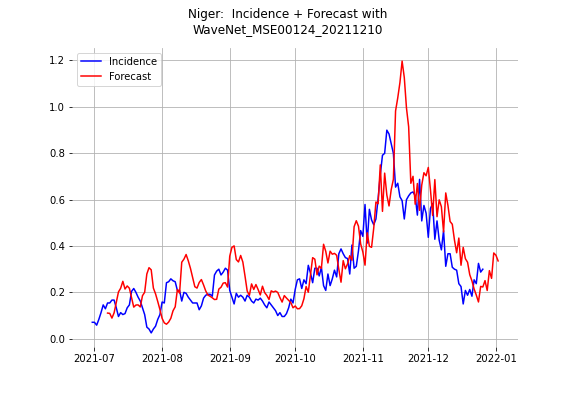 Niger:  Incidence + Forecast with
WaveNet_MSE00124_20211210
Incidence
Forecast
1.2
1.0
0.8
0.6
0.4
0.2
0.0
2021-07 2021-08 2021-09 2021-10 2021-11 2021-12 2022-01